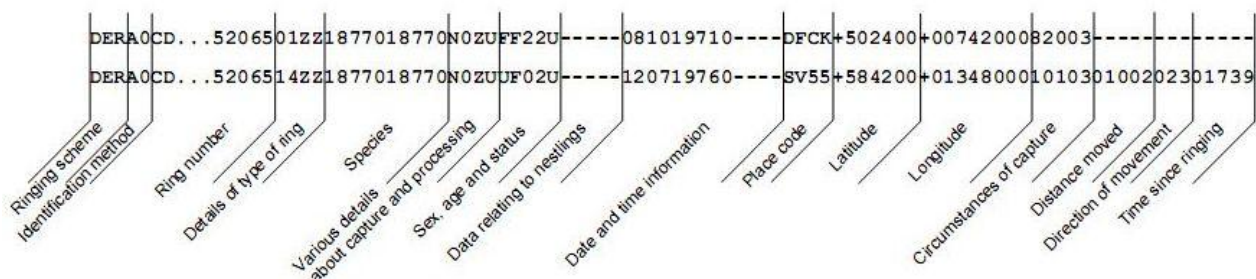 DERA0CD...5206501ZZ1877018770N0ZUFF22U-----081019710----DFCK+502400+0074200082003------------
DERA0CD...5206514ZZ1877018770N0ZUUF02U-----120719760----SV55+584200+01348000101030100202301739
Ringing scheme
Identification method
Ring number
Details of type of ring
Species
Various details
about capture and processing
Sex, age and status
Data relating to nestlings
Date and time information
Place code
Latitude
Longitude
Circumstances of capture
Distance moved
Direction of movement
Time since ringing